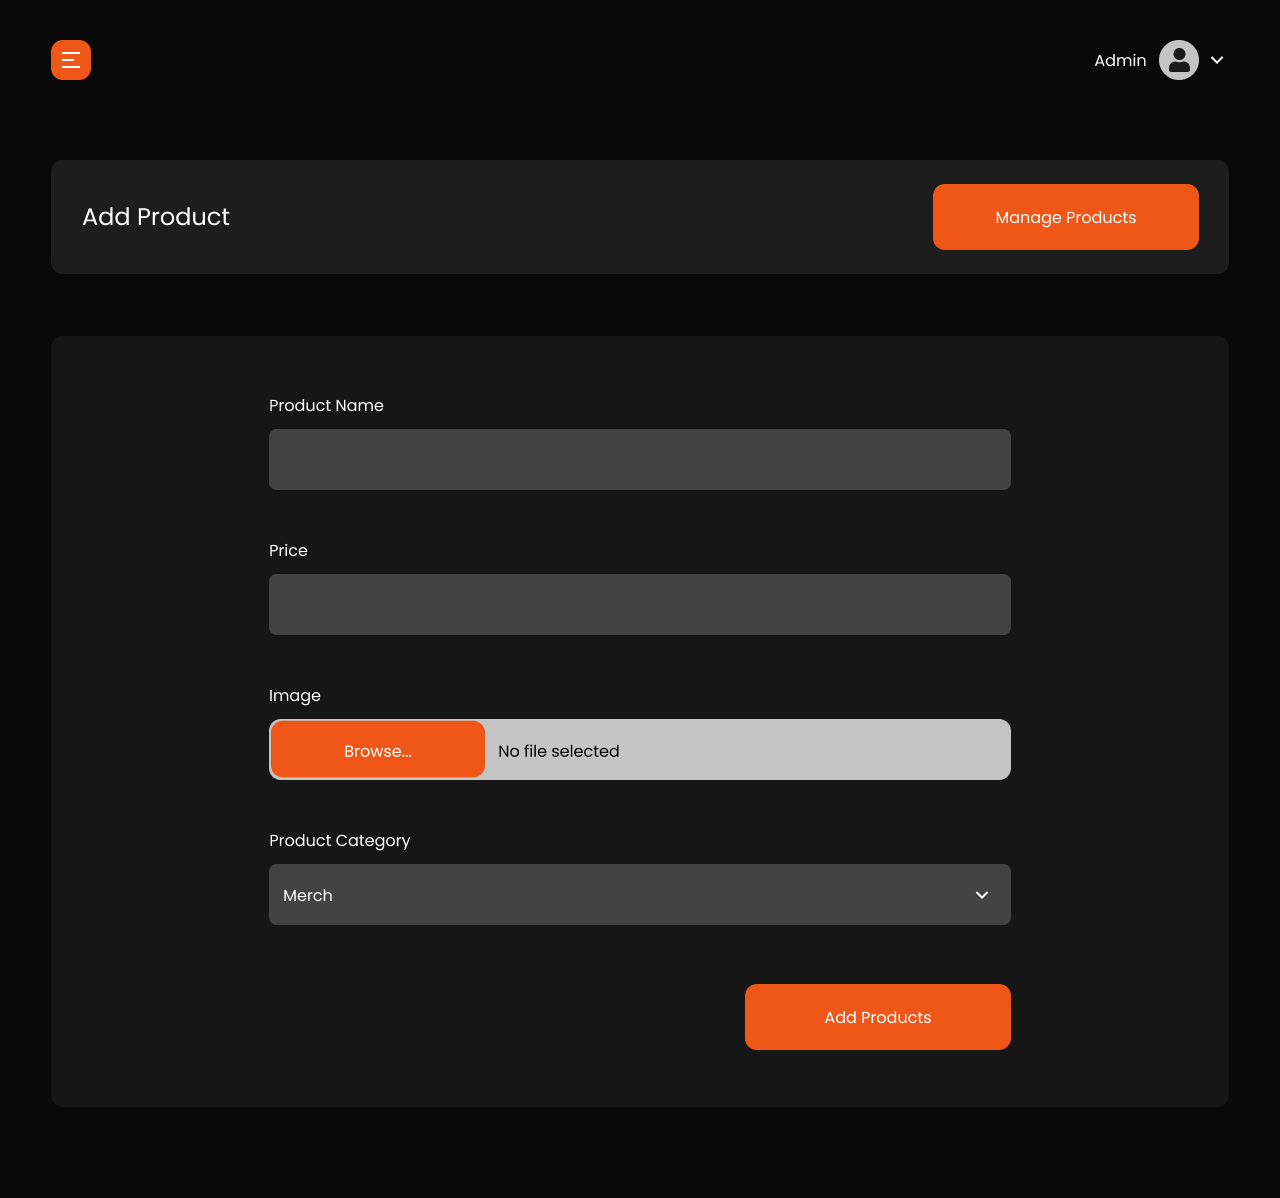 Admin
Add Product
Manage Products
Product Name
Price
Image
Browse...
No file selected
Product Category
Merch
Add Products